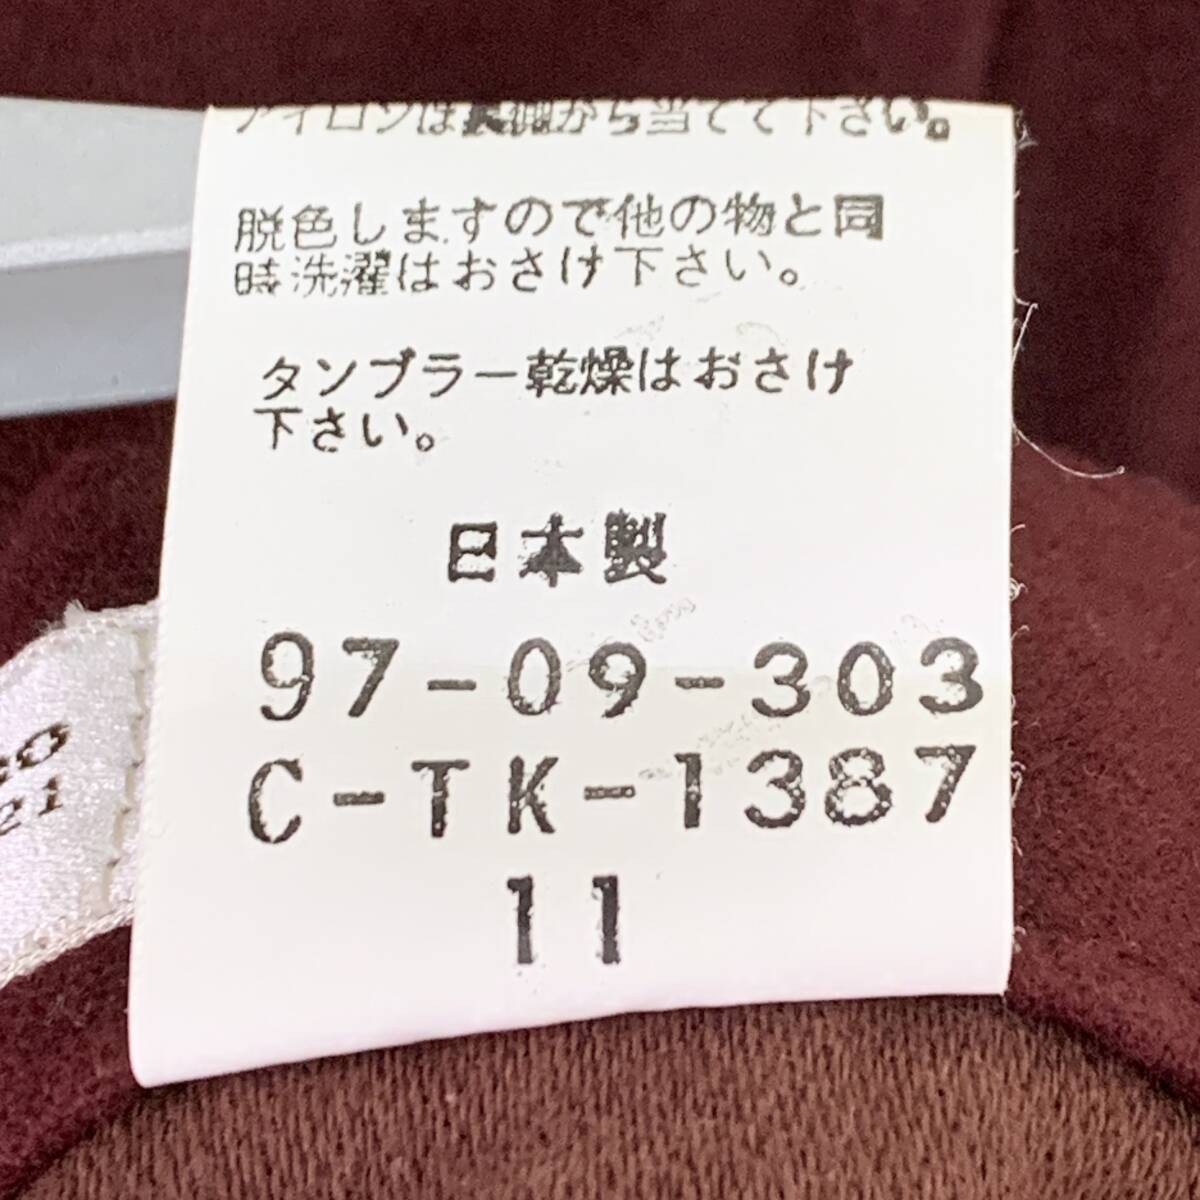 アイロンは裏側から当てて下さい。
脱色しますので他の物と同
時洗濯はおさけ下さい。
タンブラー乾燥はおさけ
下さい。
日本製
97-09-303
C-TK-1387
11
21